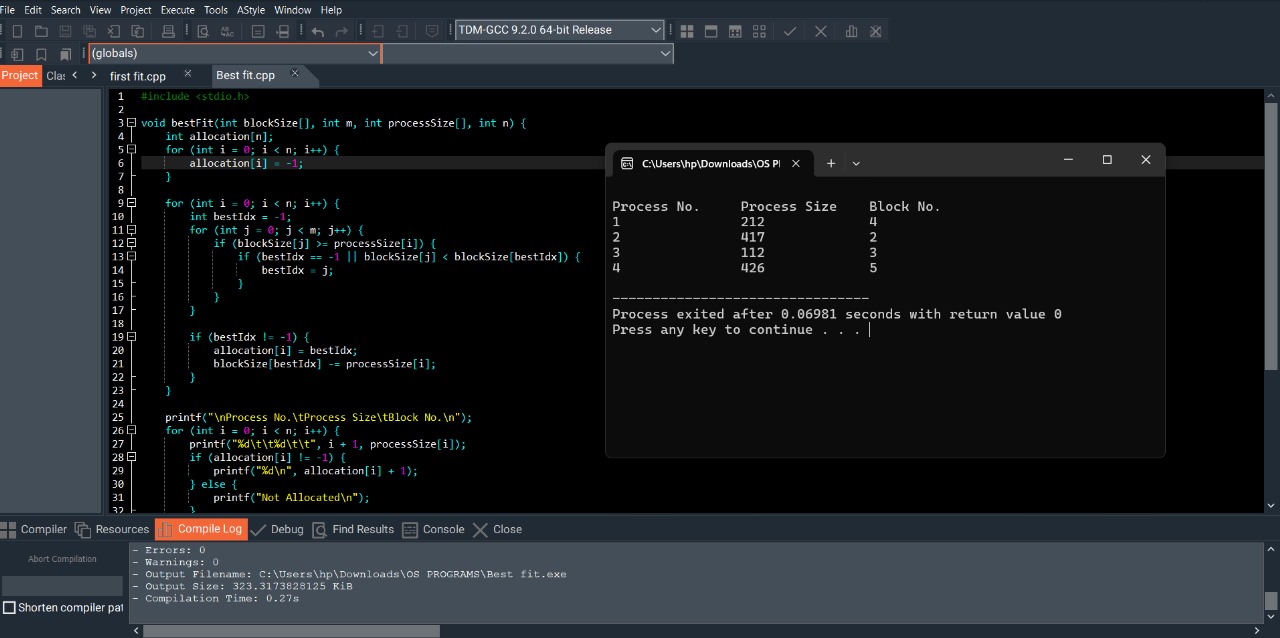 File Edit Search View Project Execute Tools AStyle Window Help
TDM-GCC 9.2.0 64-bit Release
(globals)
Project Clas first fit.cpp Best fit.cpp
1 #include <stdio.h>
2
3 void bestFit(int blockSize[], int m, int processSize[], int n) {
4 int allocation[n];
5 for (int i = 0; i < n; i++) {
6 allocation[i] = -1;
7 }
8
9 for (int i = 0; i < n; i++) {
10 int bestIdx = -1;
11 for (int j = 0; j < m; j++) {
12 if (blockSize[j] >= processSize[i]) {
13 if (bestIdx == -1 || blockSize[j] < blockSize[bestIdx]) {
14 bestIdx = j;
15 }
16 }
17 }
18
19 if (bestIdx != -1) {
20 allocation[i] = bestIdx;
21 blockSize[bestIdx] -= processSize[i];
22 }
23 }
24
25 printf("\nProcess No.\tProcess Size\tBlock No.\n");
26 for (int i = 0; i < n; i++) {
27 printf("%d\t\t%d\t\t", i + 1, processSize[i]);
28 if (allocation[i] != -1) {
29 printf("%d\n", allocation[i] + 1);
30 } else {
31 printf("Not Allocated\n");
32 }
C:\Users\hp\Downloads\OS P
Process No. Process Size Block No.
1 212 4
2 417 2
3 112 3
4 426 5
--------------------------------
Process exited after 0.06981 seconds with return value 0
Press any key to continue . . .
Compiler Resources Compile Log Debug Find Results Console Close
Abort Compilation
Shorten compiler pat
- Errors: 0
- Warnings: 0
- Output Filename: C:\Users\hp\Downloads\OS PROGRAMS\Best fit.exe
- Output Size: 323.3173828125 KiB
- Compilation Time: 0.27s